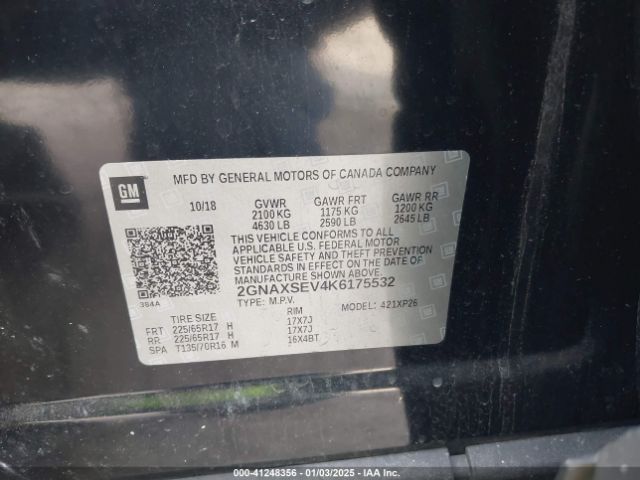 MFD BY GENERAL MOTORS OF CANADA COMPANY
GM
10/18 GVWR GAWR FRT GAWR RR
2100 KG 1175 KG 1200 KG
4630 LB 2590 LB 2645 LB
THIS VEHICLE CONFORMS TO ALL
APPLICABLE U.S. FEDERAL MOTOR
VEHICLE SAFETY AND THEFT PREVENTION
STANDARDS IN EFFECT ON THE DATE OF
MANUFACTURE SHOWN ABOVE.
2GNAXSEV4K6175532
384A
TYPE: M.P.V. MODEL: 421XP26
TIRE SIZE RIM
FRT 225/65R17 H 17X7J
RR 225/65R17 H 17X7J
SPA T135/70R16 M 16X4BT
000-41248356 — 01/03/2025 — IAA Inc.